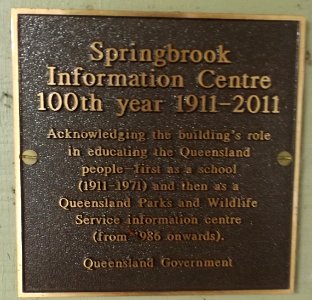 Springbrook
Information Centre
100th year 1911–2011
Acknowledging the building's role
in educating the Queensland
people–first as a school
(1911–1971) and then as a
Queensland Parks and Wildlife
Service information centre
(from 1986 onwards).
Queensland Government